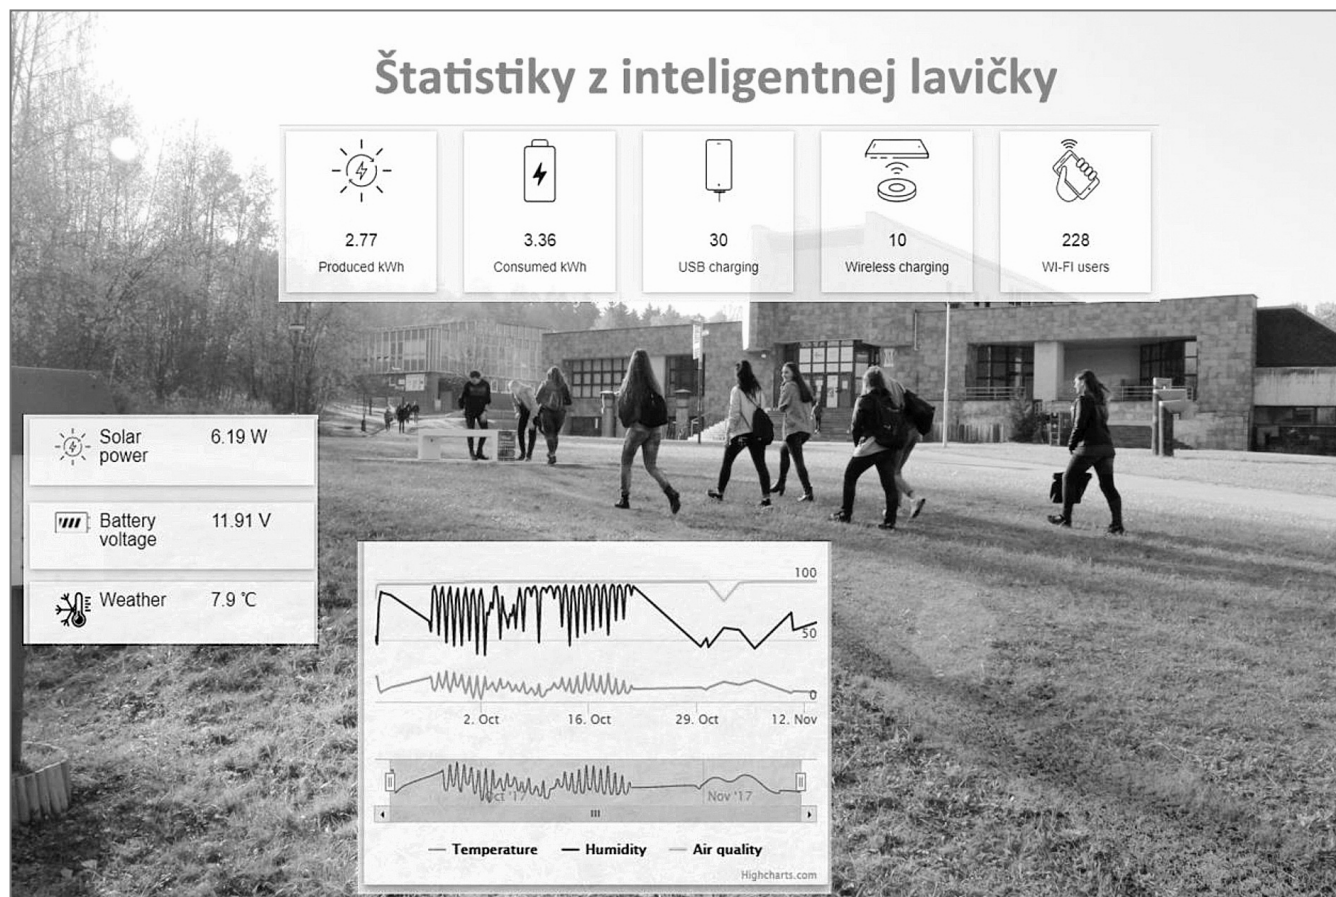 Štatistiky z inteligentnej lavičky
2.77
Produced kWh
3.36
Consumed kWh
30
USB charging
10
Wireless charging
228
WI-FI users
Solar power 6.19 W
Battery voltage 11.91 V
Weather 7.9 °C
100
50
0
2. Oct 16. Oct 29. Oct 12. Nov
Oct '17 Nov '17
Temperature Humidity Air quality
Highcharts.com